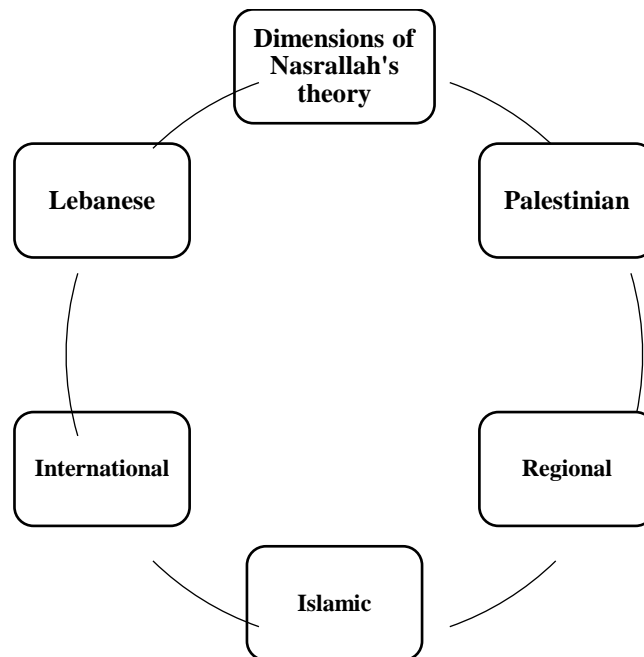 Dimensions of
Nasrallah's
theory
Lebanese
Palestinian
International
Regional
Islamic